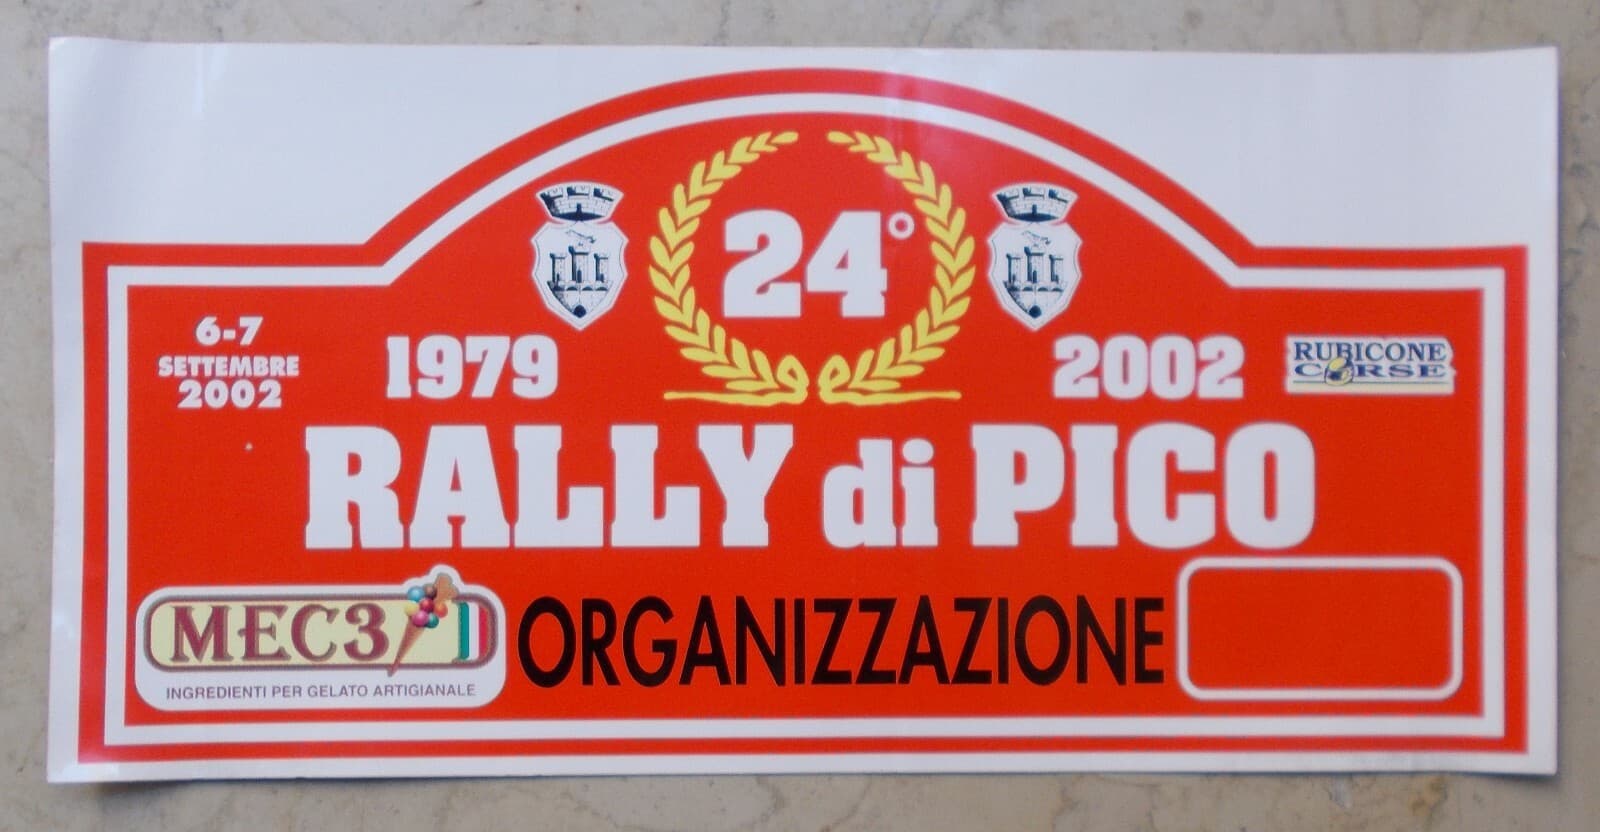 24°
6-7
SETTEMBRE
2002
1979
2002
RUBICONE
CORSE
RALLY di PICO
MEC3
INGREDIENTI PER GELATO ARTIGIANALE
ORGANIZZAZIONE